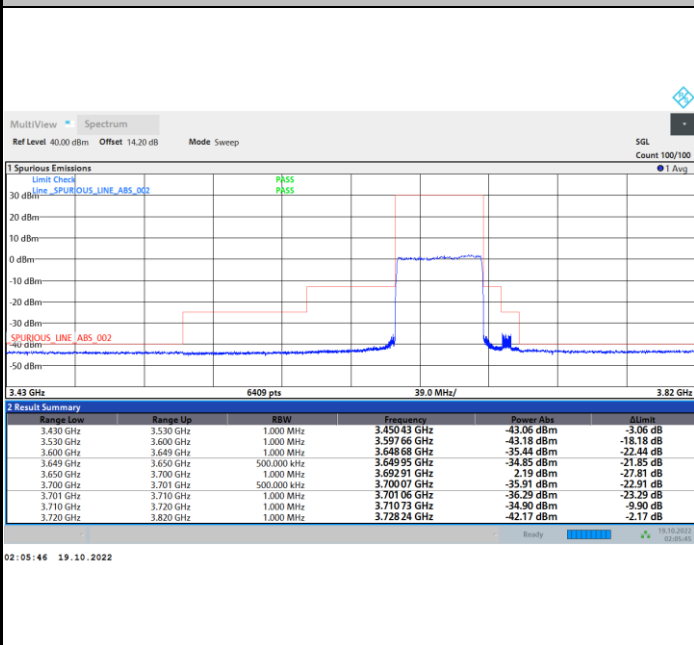 MultiView Spectrum
Ref Level 40.00 dBm Offset 14.20 dB Mode Sweep SGL
Count 100/100
1 Spurious Emissions 1 Avg
Limit Check PASS
Line _SPURIOUS_LINE_ABS_002 PASS
30 dBm
20 dBm
10 dBm
0 dBm
-10 dBm
-20 dBm
-30 dBm
SPURIOUS_LINE_ABS_002
-40 dBm
-50 dBm
3.43 GHz 6409 pts 39.0 MHz/ 3.82 GHz
2 Result Summary
Range Low Range Up RBW Frequency Power Abs ΔLimit
3.430 GHz 3.530 GHz 1.000 MHz 3.450 43 GHz -43.06 dBm -3.06 dB
3.530 GHz 3.600 GHz 1.000 MHz 3.597 66 GHz -43.18 dBm -18.18 dB
3.600 GHz 3.649 GHz 1.000 MHz 3.648 68 GHz -35.44 dBm -22.44 dB
3.649 GHz 3.650 GHz 500.000 kHz 3.649 95 GHz -34.85 dBm -21.85 dB
3.650 GHz 3.700 GHz 1.000 MHz 3.692 91 GHz 2.19 dBm -27.81 dB
3.700 GHz 3.701 GHz 500.000 kHz 3.700 07 GHz -35.91 dBm -22.91 dB
3.701 GHz 3.710 GHz 1.000 MHz 3.701 06 GHz -36.29 dBm -23.29 dB
3.710 GHz 3.720 GHz 1.000 MHz 3.710 73 GHz -34.90 dBm -9.90 dB
3.720 GHz 3.820 GHz 1.000 MHz 3.728 24 GHz -42.17 dBm -2.17 dB
Ready 19.10.2022
02:05:45
02:05:46 19.10.2022